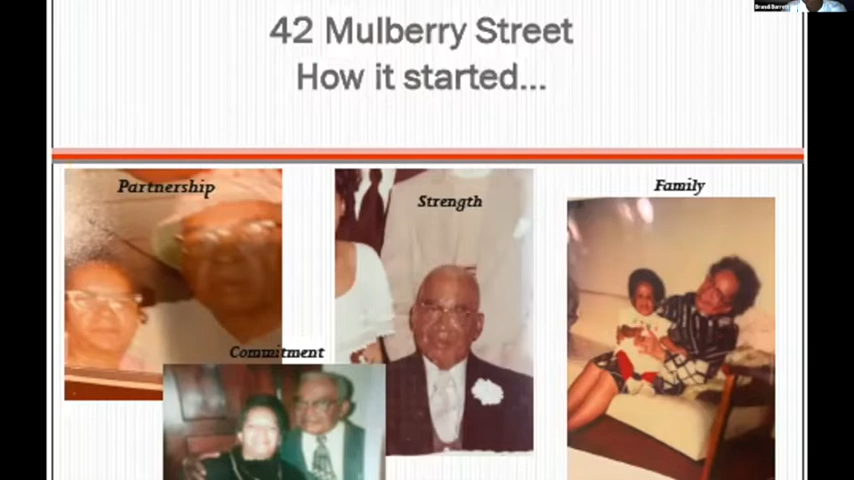 42 Mulberry Street
How it started...
Partnership
Strength
Family
Commitment